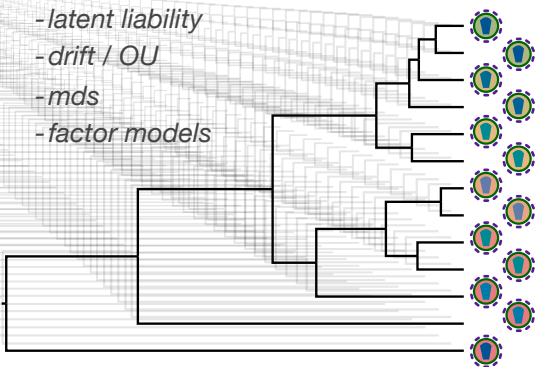 -latent liability
-drift / OU
-mds
-factor models